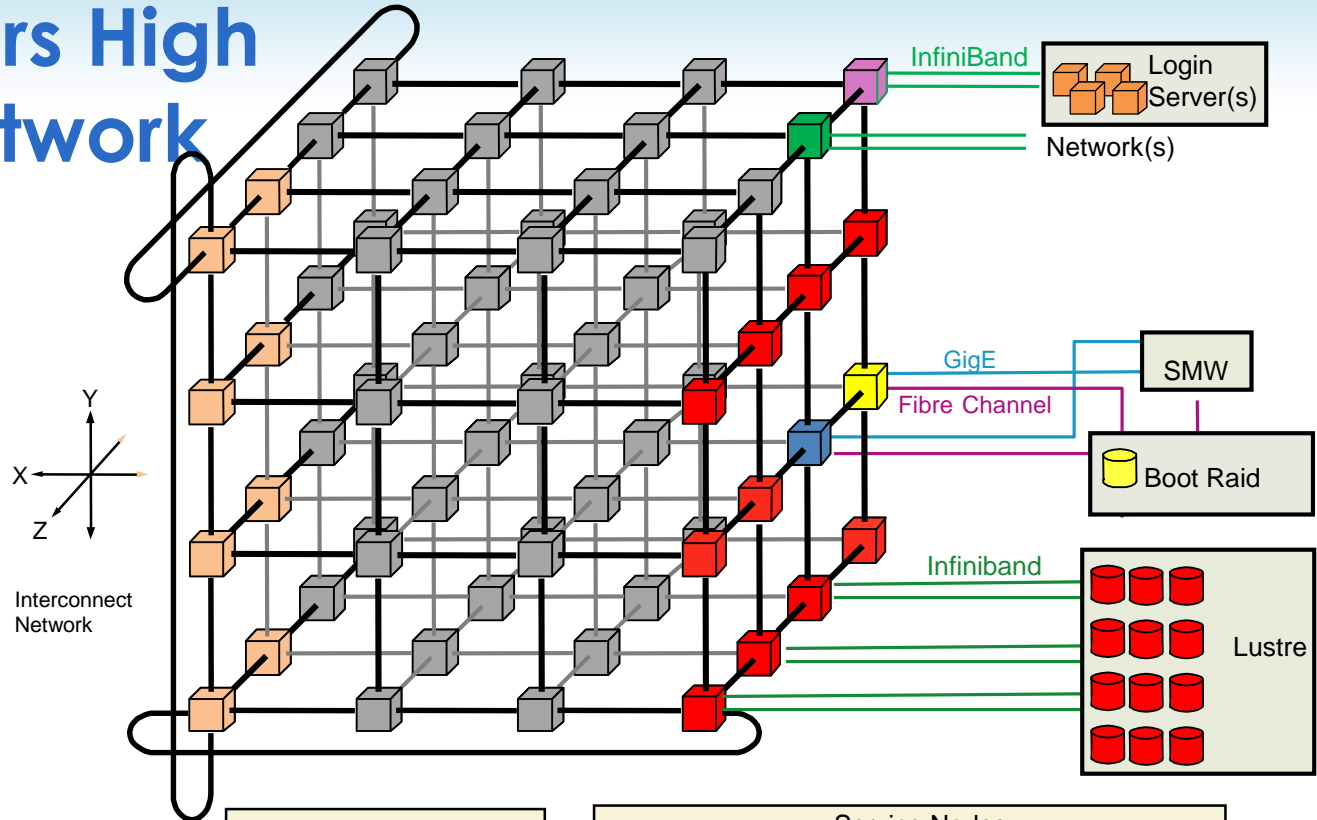 rs High
twork
InfiniBand
Login
Server(s)
Network(s)
GigE
SMW
Fibre Channel
Boot Raid
Y
X
Z
Interconnect
Network
Infiniband
Lustre